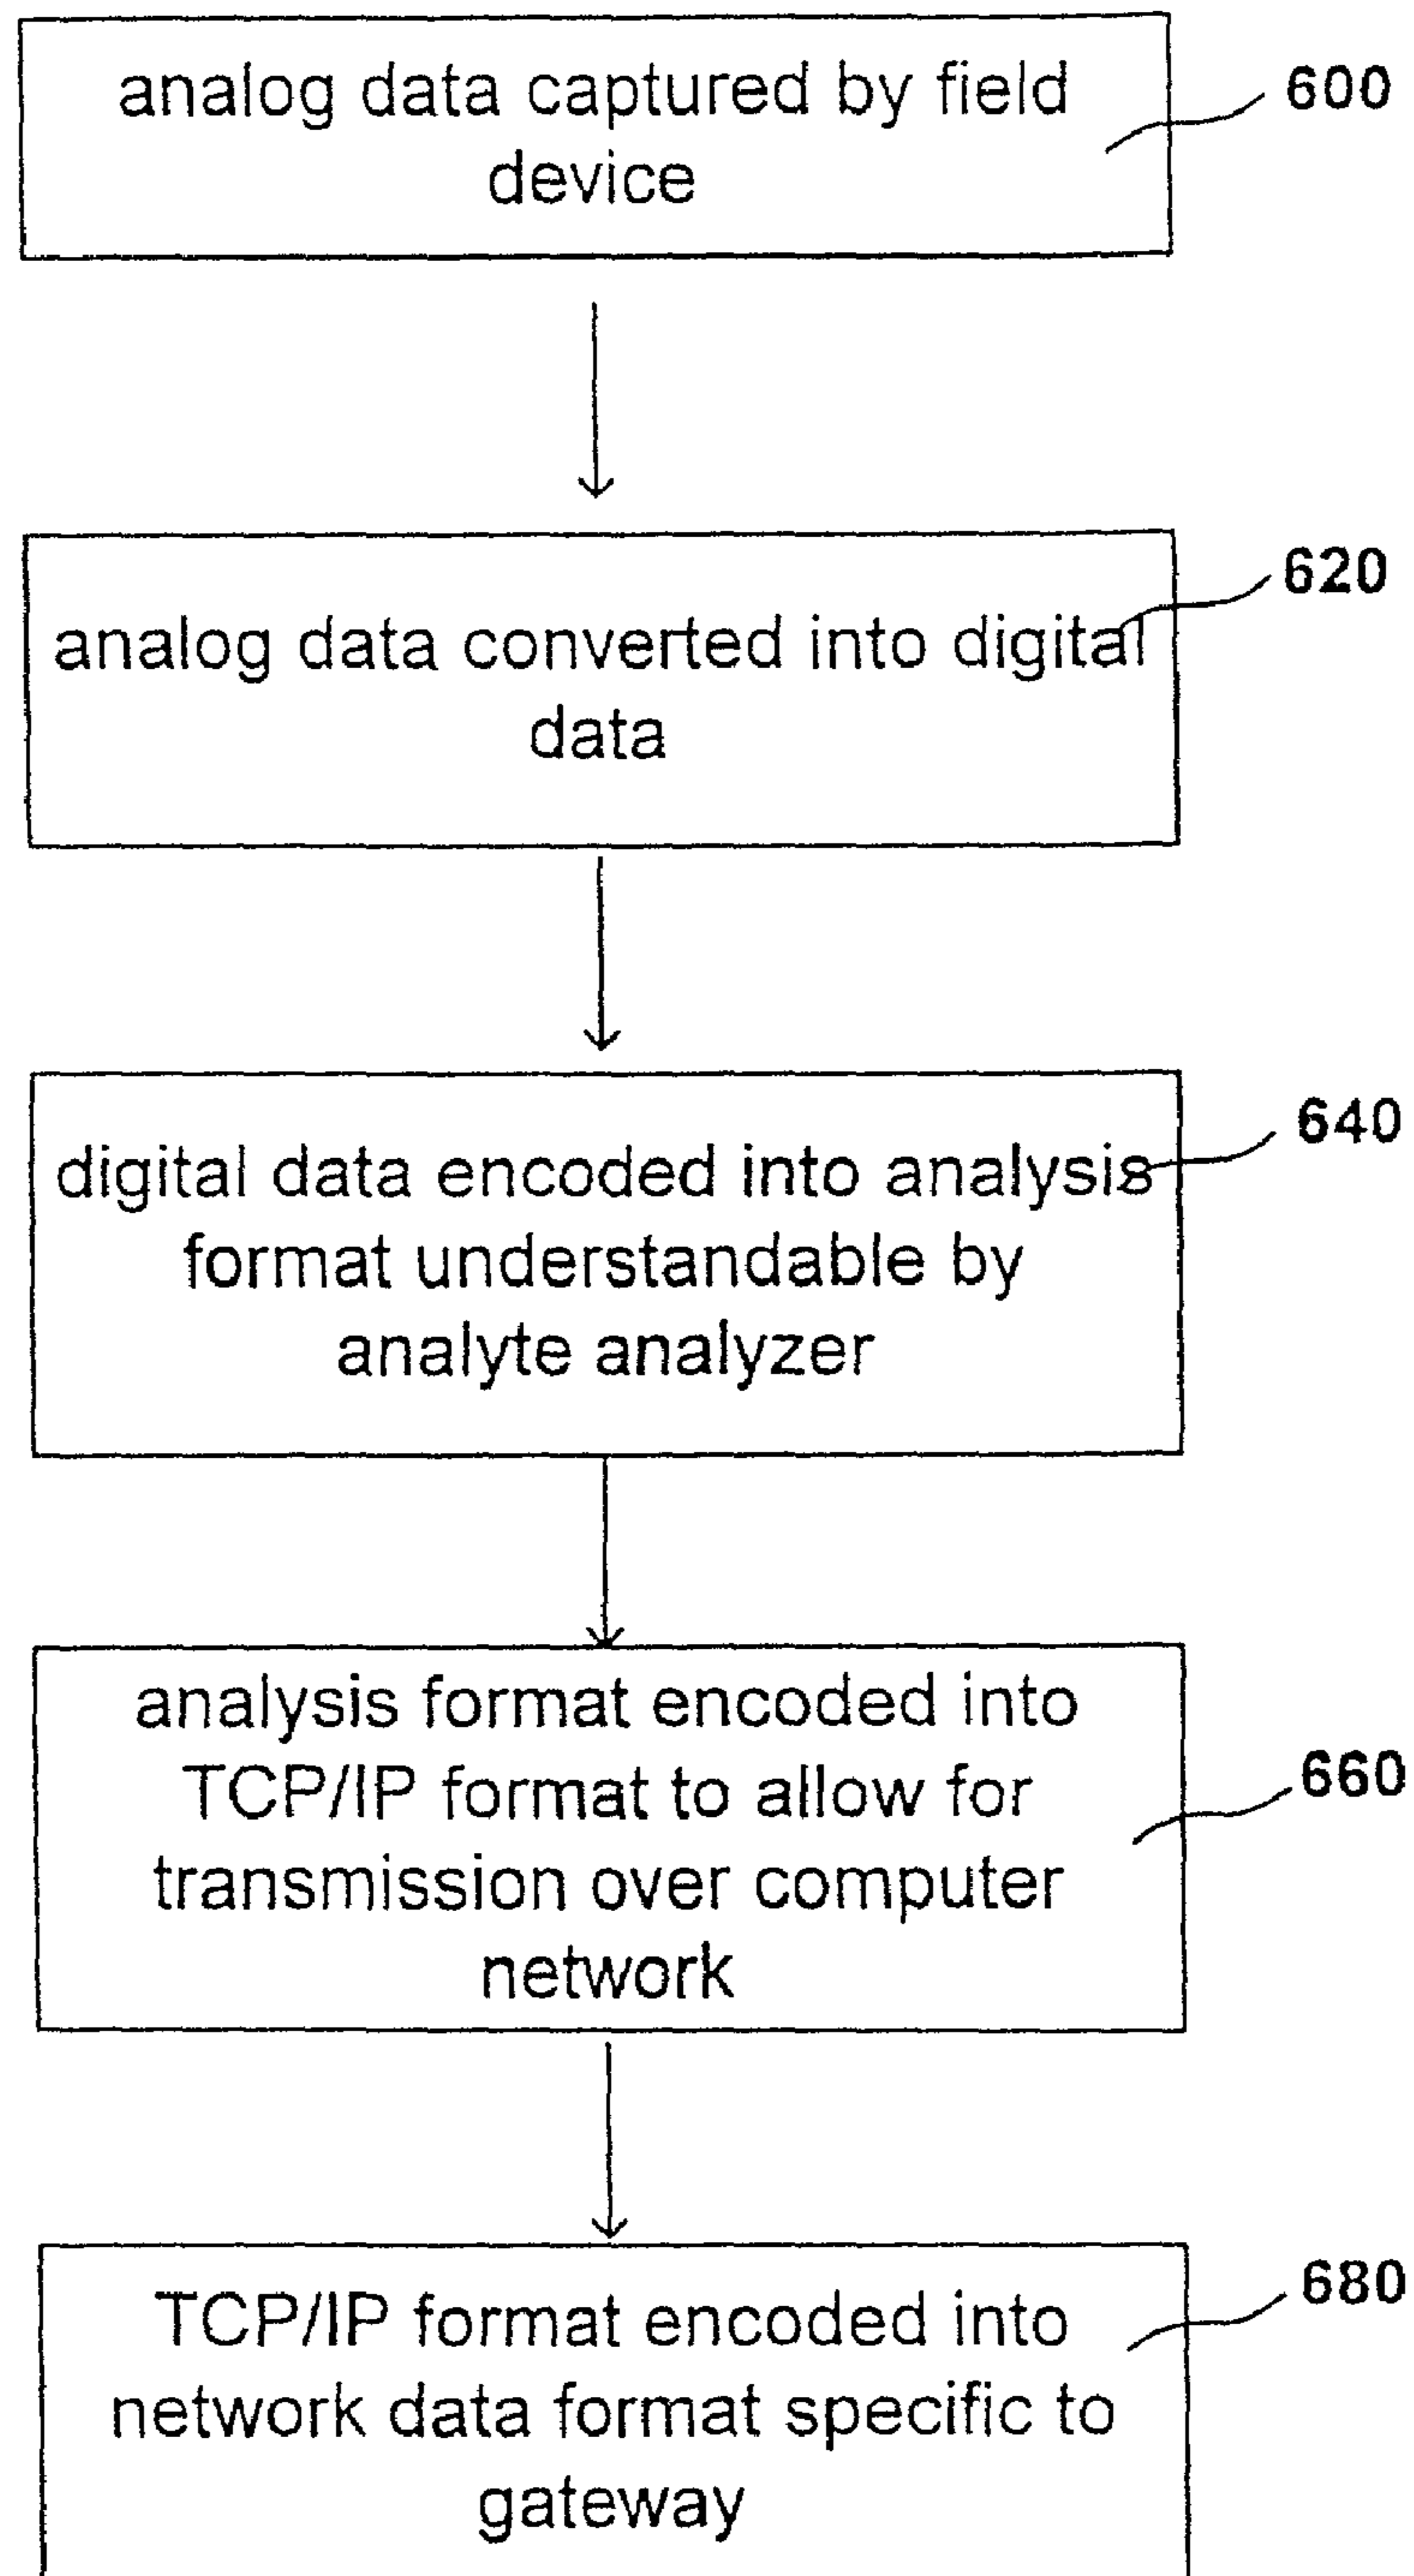 analog data captured by field
device
600
analog data converted into digital
data
620
digital data encoded into analysis
format understandable by
analyte analyzer
640
analysis format encoded into
TCP/IP format to allow for
transmission over computer
network
660
TCP/IP format encoded into
network data format specific to
gateway
680